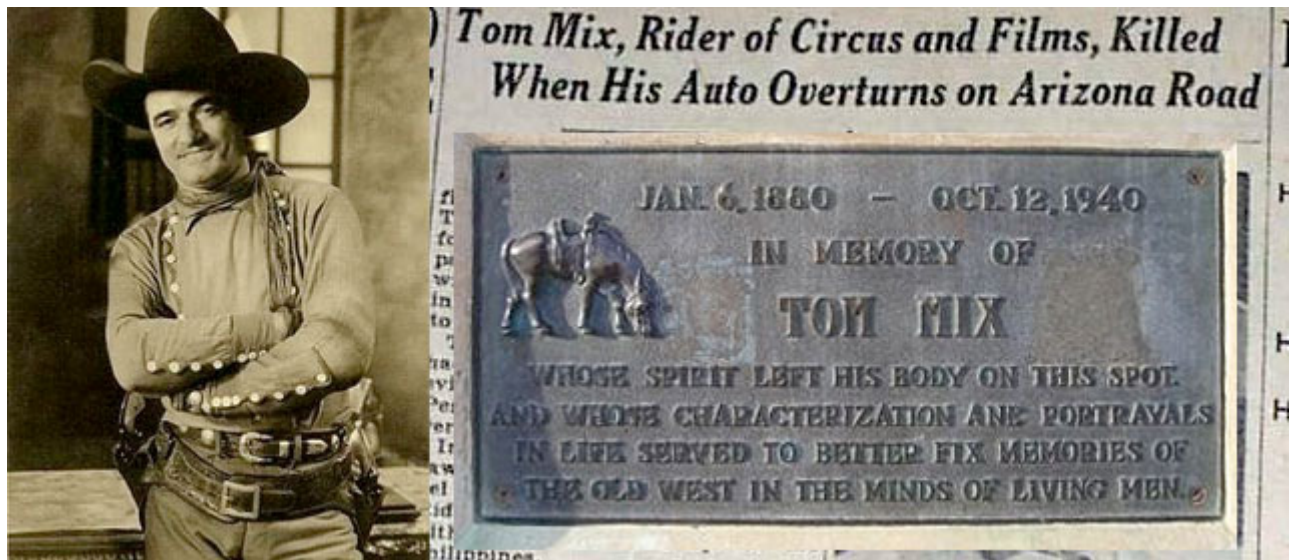 Tom Mix, Rider of Circus and Films, Killed
When His Auto Overturns on Arizona Road
JAN. 6, 1880 – OCT. 12, 1940
IN MEMORY OF
TOM MIX
WHOSE SPIRIT LEFT HIS BODY ON THIS SPOT.
AND WHOSE CHARACTERIZATION AND PORTRAYALS
IN LIFE SERVED TO BETTER FIX MEMORIES OF
THE OLD WEST IN THE MINDS OF LIVING MEN.